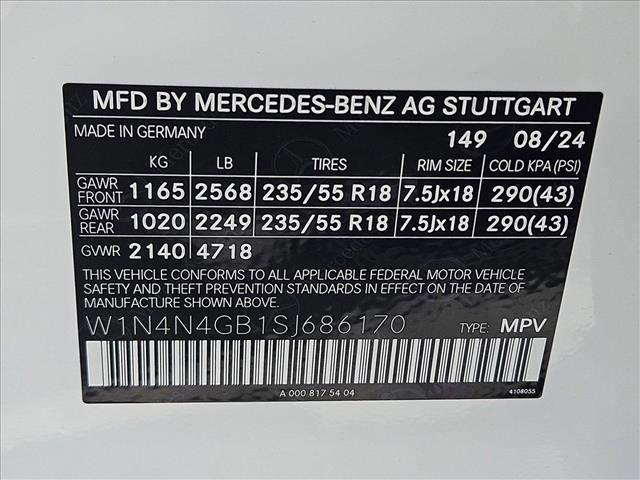 MFD BY MERCEDES-BENZ AG STUTTGART
MADE IN GERMANY 149 08/24
KG LB TIRES RIM SIZE COLD KPA (PSI)
GAWR FRONT 1165 2568 235/55 R18 7.5Jx18 290(43)
GAWR REAR 1020 2249 235/55 R18 7.5Jx18 290(43)
GVWR 2140 4718
THIS VEHICLE CONFORMS TO ALL APPLICABLE FEDERAL MOTOR VEHICLE
SAFETY AND THEFT PREVENTION STANDARDS IN EFFECT ON THE DATE
OF MANUFACTURE SHOWN ABOVE.
W1N4N4GB1SJ686170 TYPE: MPV
A 000 817 54 04 4108055